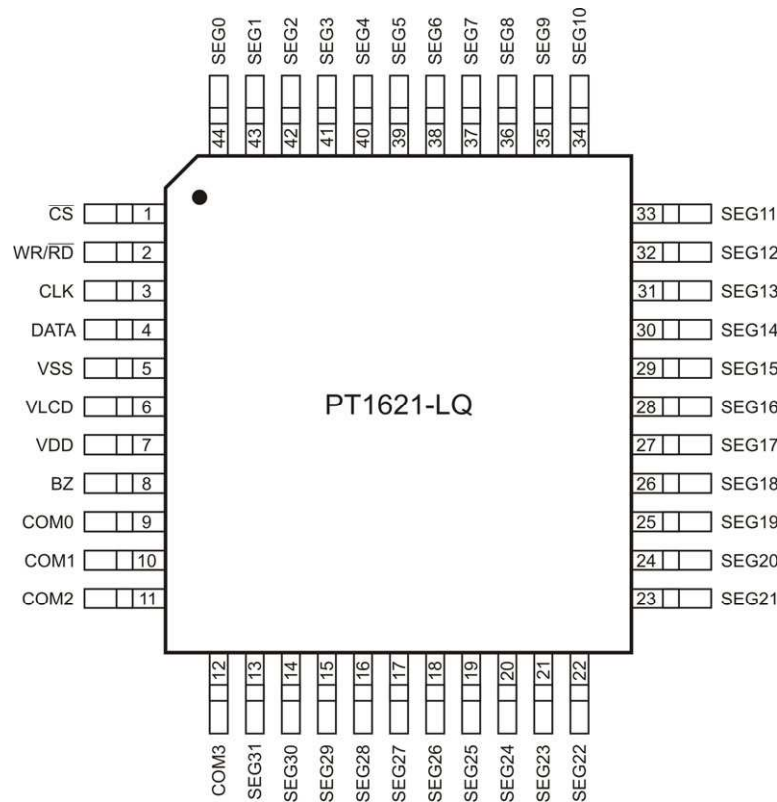 SEG0 SEG1 SEG2 SEG3 SEG4 SEG5 SEG6 SEG7 SEG8 SEG9 SEG10
44 43 42 41 40 39 38 37 36 35 34
C̅S̅ 1 33 SEG11
WR/R̅D̅ 2 32 SEG12
CLK 3 31 SEG13
DATA 4 30 SEG14
VSS 5 29 SEG15
VLCD 6 28 SEG16
PT1621-LQ
VDD 7 27 SEG17
BZ 8 26 SEG18
COM0 9 25 SEG19
COM1 10 24 SEG20
COM2 11 23 SEG21
12 13 14 15 16 17 18 19 20 21 22
COM3 SEG31 SEG30 SEG29 SEG28 SEG27 SEG26 SEG25 SEG24 SEG23 SEG22